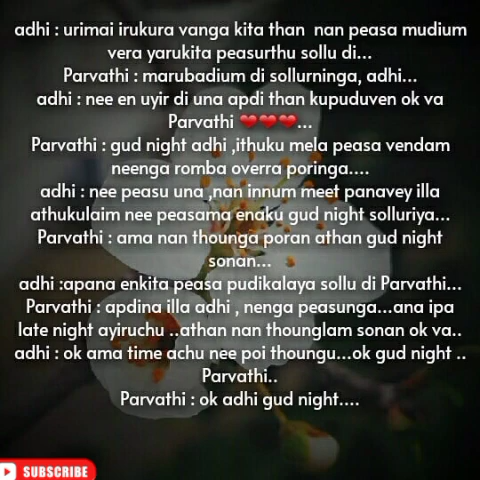 adhi : urimai irukura vanga kita than nan peasa mudium
vera yarukita peasurthu sollu di...
Parvathi : marubadium di sollurninga, adhi...
adhi : nee en uyir di una apdi than kupuduven ok va
Parvathi ❤❤❤...
Parvathi : gud night adhi ,ithuku mela peasa vendam
neenga romba overra poringa....
adhi : nee peasu una ,nan innum meet panavey illa
athukulaim nee peasama enaku gud night solluriya...
Parvathi : ama nan thounga poran athan gud night
sonan...
adhi :apana enkita peasa pudikalaya sollu di Parvathi...
Parvathi : apdina illa adhi , nenga peasunga...ana ipa
late night ayiruchu ..athan nan thounglam sonan ok va..
adhi : ok ama time achu nee poi thoungu...ok gud night ..
Parvathi..
Parvathi : ok adhi gud night....
SUBSCRIBE